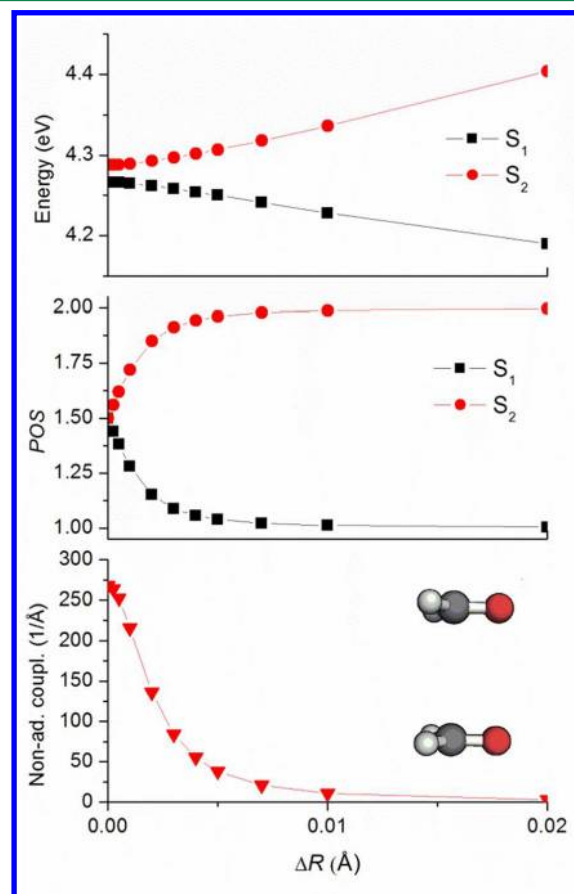 4.4
4.3
4.2
Energy (eV)
S₁
S₂
2.00
1.75
1.50
1.25
1.00
POS
S₁
S₂
300
250
200
150
100
50
0
Non-ad. coupl. (1/Å)
0.00 0.01 0.02
ΔR (Å)